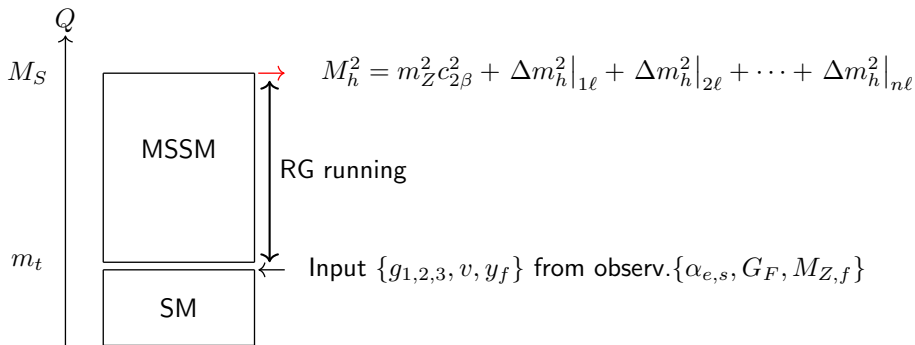 Q
M_S
M_h^2 = m_Z^2 c_{2β}^2 + Δm_h^2|_{1ℓ} + Δm_h^2|_{2ℓ} + ⋯ + Δm_h^2|_{nℓ}
MSSM
RG running
m_t
Input {g_{1,2,3}, v, y_f} from observ.{α_{e,s}, G_F, M_{Z,f}}
SM